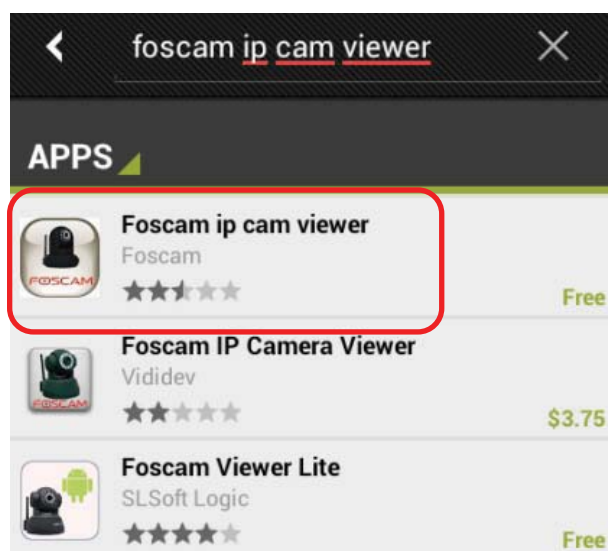 foscam ip cam viewer
APPS
Foscam ip cam viewer
Foscam
FOSCAM
Free
Foscam IP Camera Viewer
Vididev
FOSCAM
$3.75
Foscam Viewer Lite
SLSoft Logic
Free